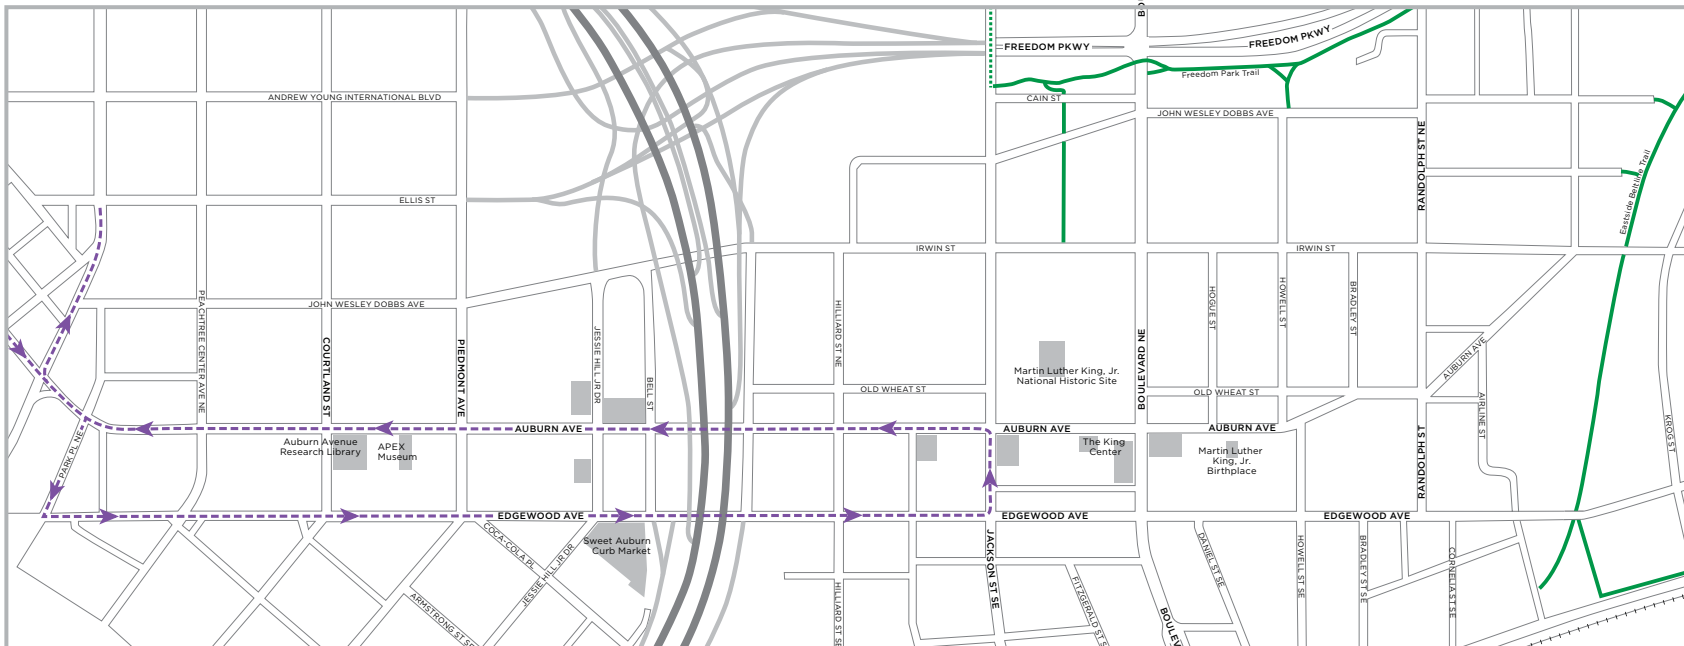 BO
FREEDOM PKWY
FREEDOM PKWY
Freedom Park Trail
ANDREW YOUNG INTERNATIONAL BLVD
CAIN ST
JOHN WESLEY DOBBS AVE
RANDOLPH ST NE
Eastside Beltline Trail
ELLIS ST
IRWIN ST
IRWIN ST
PEACHTREE CENTER AVE NE
JOHN WESLEY DOBBS AVE
COURTLAND ST
PIEDMONT AVE
JESSIE HILL JR DR
BELL ST
HILLIARD ST NE
HOGUE ST
HOWELL ST
BRADLEY ST
BOULEVARD NE
Martin Luther King, Jr.
National Historic Site
OLD WHEAT ST
OLD WHEAT ST
AUBURN AVE
AIRLINE ST
KROG ST
AUBURN AVE
AUBURN AVE
AUBURN AVE
Auburn Avenue
Research Library
APEX
Museum
The King
Center
Martin Luther
King, Jr.
Birthplace
PARK PL NE
RANDOLPH ST
EDGEWOOD AVE
EDGEWOOD AVE
EDGEWOOD AVE
COCA-COLA PL
JESSIE HILL JR DR
Sweet Auburn
Curb Market
ARMSTRONG ST SE
HILLIARD ST SE
JACKSON ST SE
FITZGERALD ST S
BOULEV
DANIEL ST SE
HOWELL ST SE
BRADLEY ST SE
CORNELIA ST SE